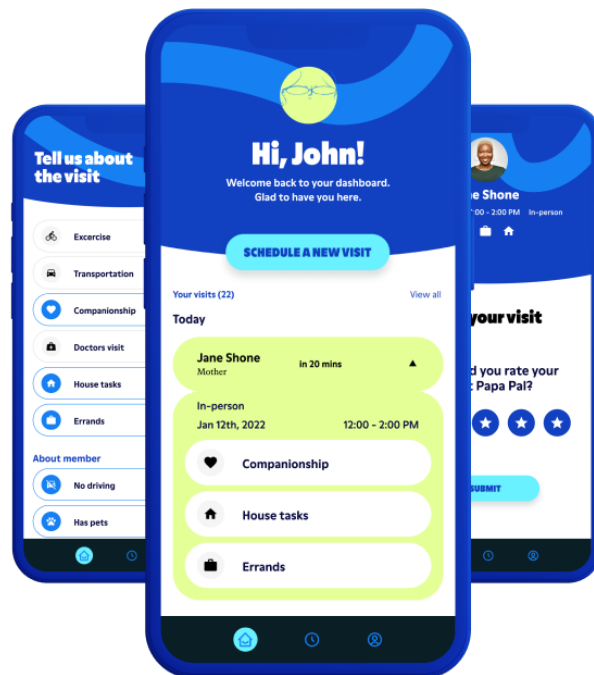 Tell us about
the visit
Excercise
Transportation
Companionship
Doctors visit
House tasks
Errands
About member
No driving
Has pets
Hi, John!
Welcome back to your dashboard.
Glad to have you here.
SCHEDULE A NEW VISIT
Your visits (22)
View all
Today
Jane Shone
Mother
in 20 mins
In-person
Jan 12th, 2022
12:00 - 2:00 PM
Companionship
House tasks
Errands
Shone
00 - 2:00 PM
In-person
your visit
you rate your
Papa Pal?
SUBMIT